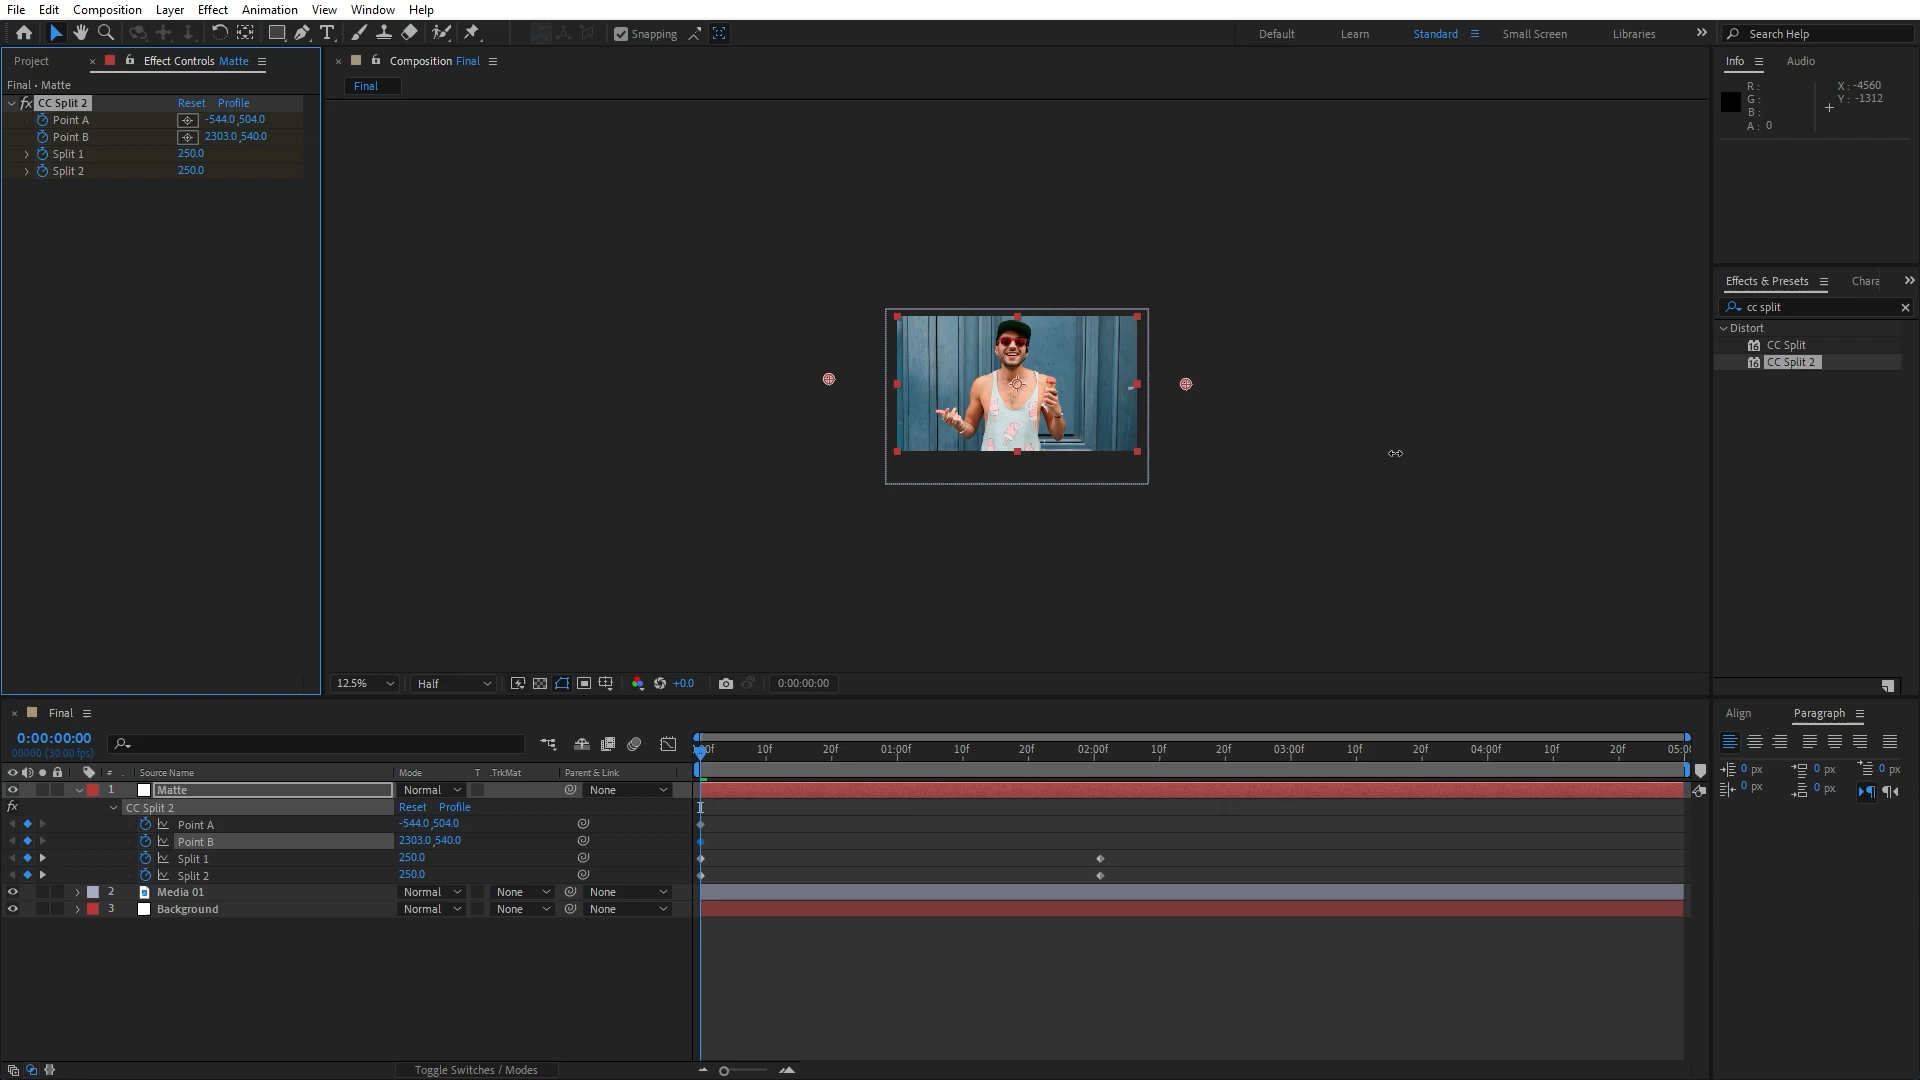 File Edit Composition Layer Effect Animation View Window Help
Snapping
Default Learn Standard Small Screen Libraries
Search Help
Project
Effect Controls Matte
Final • Matte
fx CC Split 2 Reset Profile
Point A -544.0,504.0
Point B 2303.0,540.0
Split 1 250.0
Split 2 250.0
Composition Final
Final
12.5% Half +0.0 0:00:00:00
Info Audio
R :
G :
B :
A : 0
X : -4560
Y : -1312
Effects & Presets
cc split
Distort
CC Split
CC Split 2
Final
0:00:00:00
00000 (30.00 fps)
:00f 10f 20f 01:00f 10f 20f 02:00f 10f 20f 03:00f 10f 20f 04:00f 10f 20f
# Source Name Mode T .TrkMat Parent & Link
1 Matte Normal None
fx CC Split 2 Reset Profile
Point A -544.0,504.0
Point B 2303.0,540.0
Split 1 250.0
Split 2 250.0
2 Media 01 Normal None None
3 Background Normal None None
Toggle Switches / Modes
Align Paragraph
0 px 0 px 0 px
0 px 0 px